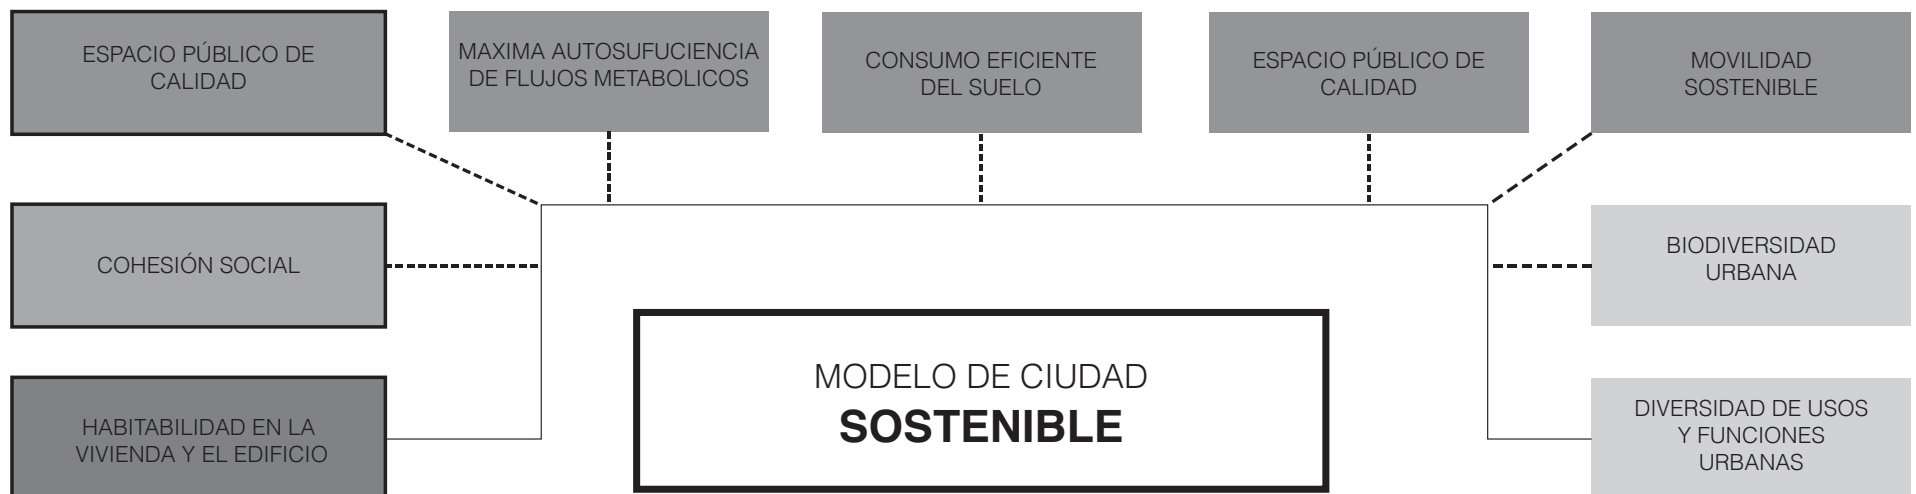 ESPACIO PÚBLICO DE
CALIDAD
MAXIMA AUTOSUFUCIENCIA
DE FLUJOS METABOLICOS
CONSUMO EFICIENTE
DEL SUELO
ESPACIO PÚBLICO DE
CALIDAD
MOVILIDAD
SOSTENIBLE
COHESIÓN SOCIAL
BIODIVERSIDAD
URBANA
MODELO DE CIUDAD
SOSTENIBLE
HABITABILIDAD EN LA
VIVIENDA Y EL EDIFICIO
DIVERSIDAD DE USOS
Y FUNCIONES
URBANAS